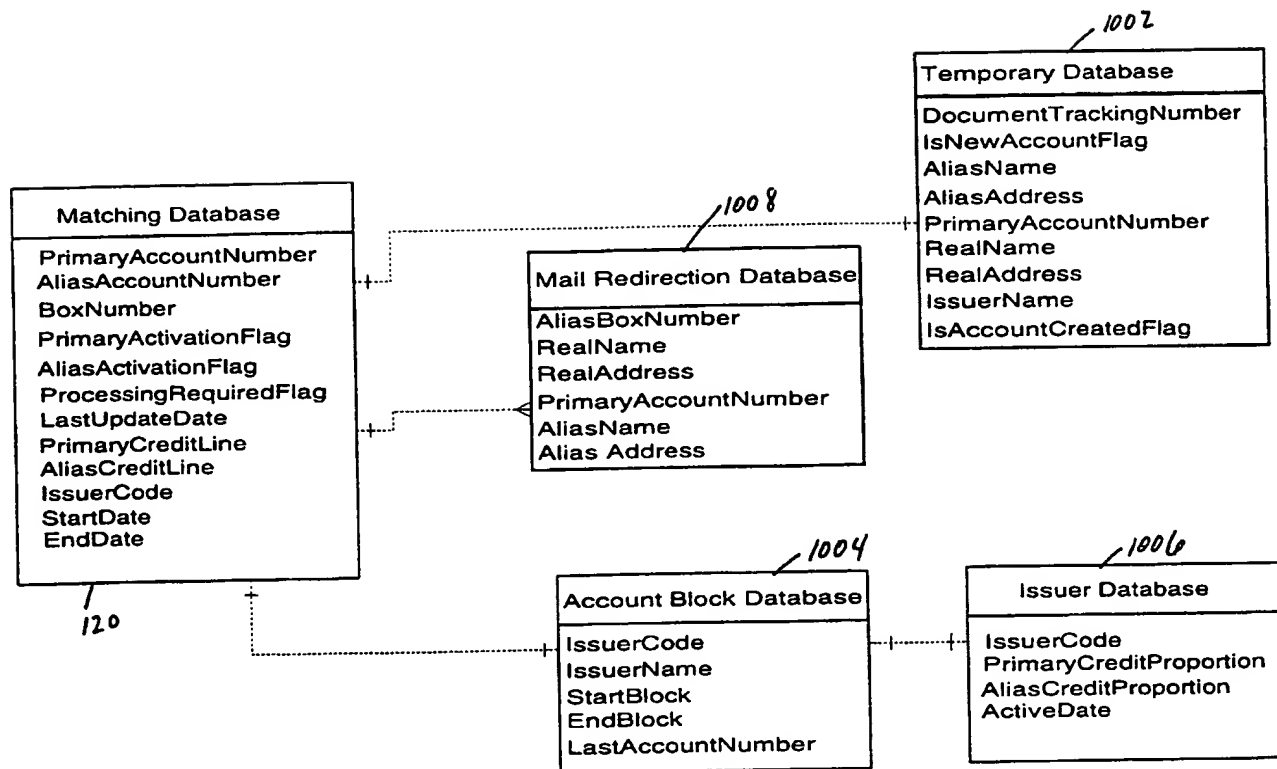 1002
Temporary Database
DocumentTrackingNumber
IsNewAccountFlag
AliasName
AliasAddress
PrimaryAccountNumber
RealName
RealAddress
IssuerName
IsAccountCreatedFlag
Matching Database
PrimaryAccountNumber
AliasAccountNumber
BoxNumber
PrimaryActivationFlag
AliasActivationFlag
ProcessingRequiredFlag
LastUpdateDate
PrimaryCreditLine
AliasCreditLine
IssuerCode
StartDate
EndDate
120
1008
Mail Redirection Database
AliasBoxNumber
RealName
RealAddress
PrimaryAccountNumber
AliasName
Alias Address
1004
Account Block Database
IssuerCode
IssuerName
StartBlock
EndBlock
LastAccountNumber
1006
Issuer Database
IssuerCode
PrimaryCreditProportion
AliasCreditProportion
ActiveDate